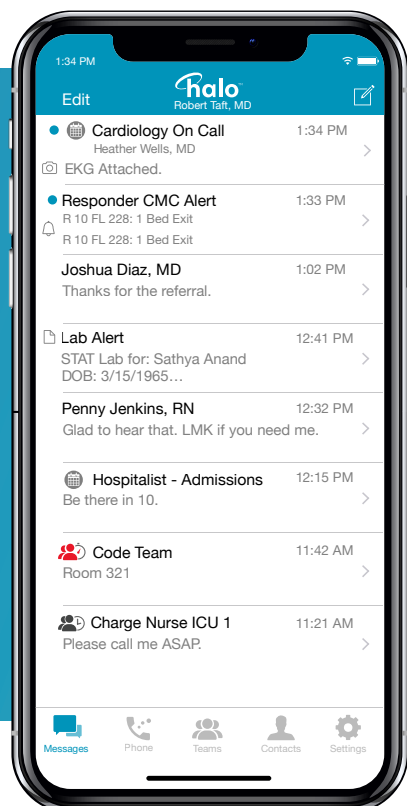 1:34 PM
halo
Edit
Robert Taft, MD
Cardiology On Call 1:34 PM
Heather Wells, MD
EKG Attached.
Responder CMC Alert 1:33 PM
R 10 FL 228: 1 Bed Exit
R 10 FL 228: 1 Bed Exit
Joshua Diaz, MD 1:02 PM
Thanks for the referral.
Lab Alert 12:41 PM
STAT Lab for: Sathya Anand
DOB: 3/15/1965…
Penny Jenkins, RN 12:32 PM
Glad to hear that. LMK if you need me.
Hospitalist - Admissions 12:15 PM
Be there in 10.
Code Team 11:42 AM
Room 321
Charge Nurse ICU 1 11:21 AM
Please call me ASAP.
Messages Phone Teams Contacts Settings